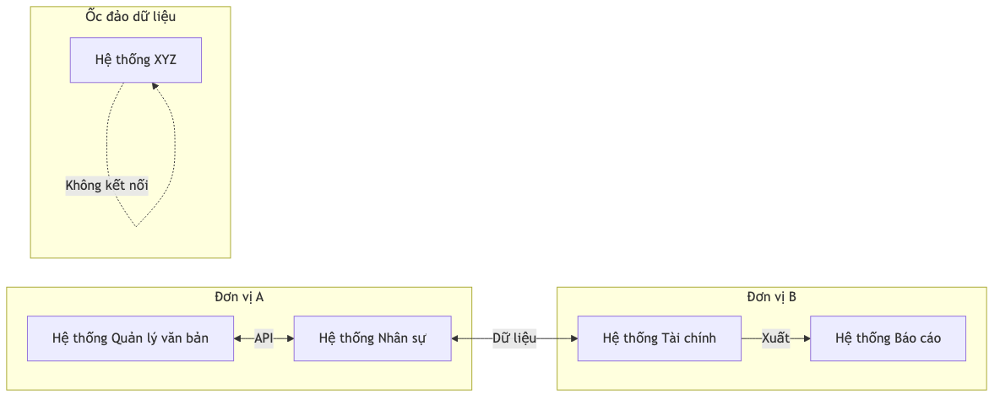 Ốc đảo dữ liệu
Hệ thống XYZ
Không kết nối
Đơn vị A
Hệ thống Quản lý văn bản
API
Hệ thống Nhân sự
Dữ liệu
Đơn vị B
Hệ thống Tài chính
Xuất
Hệ thống Báo cáo